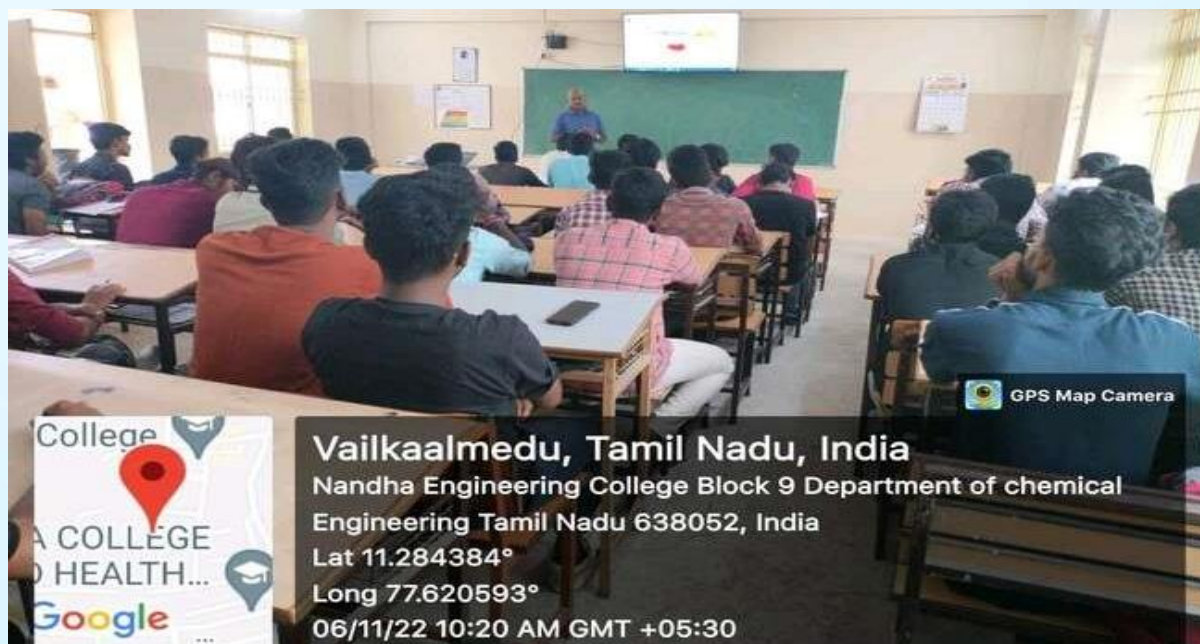 GPS Map Camera
College
A COLLEGE
HEALTH...
Google
Vailkaalmedu, Tamil Nadu, India
Nandha Engineering College Block 9 Department of chemical
Engineering Tamil Nadu 638052, India
Lat 11.284384°
Long 77.620593°
06/11/22 10:20 AM GMT +05:30